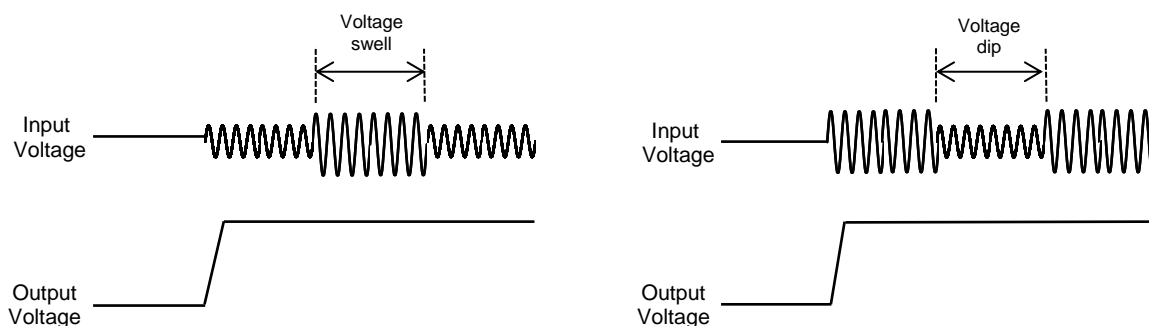 Voltage
swell
Input
Voltage
Output
Voltage
Voltage
dip
Input
Voltage
Output
Voltage